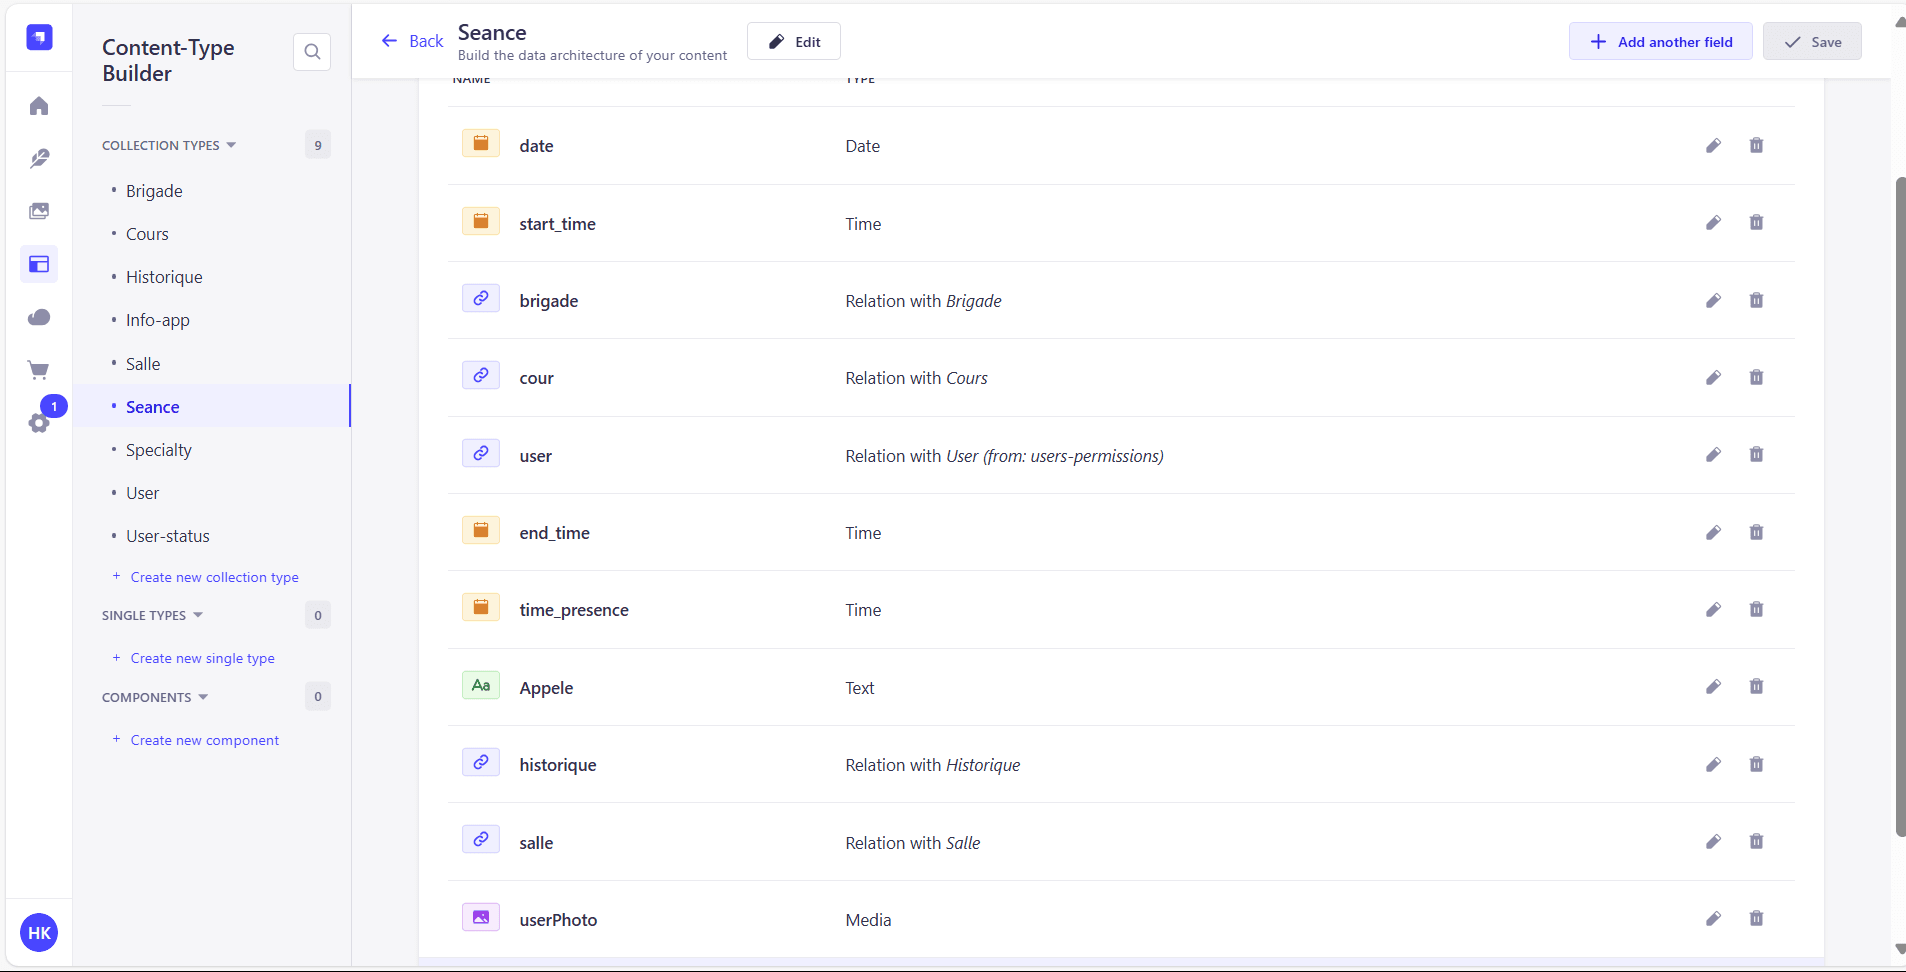 Content-Type
Builder
COLLECTION TYPES
9
Brigade
Cours
Historique
Info-app
Salle
Seance
Specialty
User
User-status
+ Create new collection type
SINGLE TYPES
0
+ Create new single type
COMPONENTS
0
+ Create new component
1
HK
Back
Seance
Build the data architecture of your content
Edit
+ Add another field
Save
NAME TYPE
date Date
start_time Time
brigade Relation with Brigade
cour Relation with Cours
user Relation with User (from: users-permissions)
end_time Time
time_presence Time
Aa Appele Text
historique Relation with Historique
salle Relation with Salle
userPhoto Media